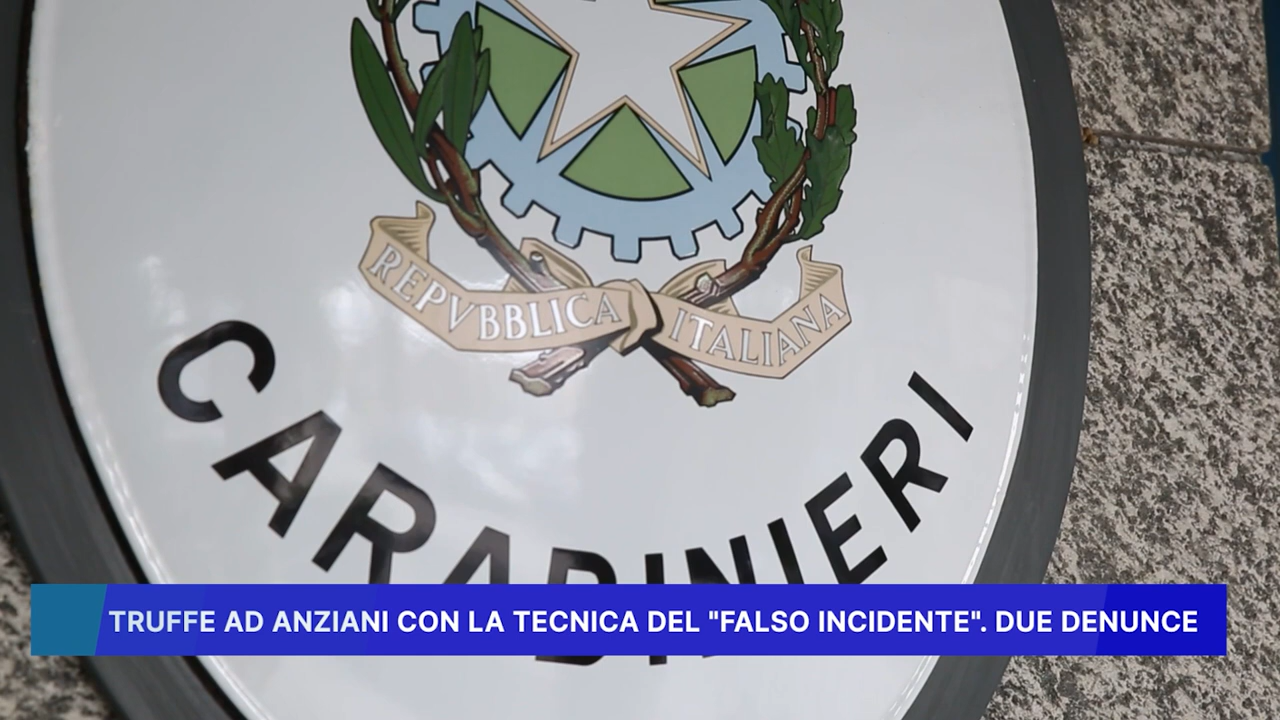 REPVBBLICA ITALIANA
CARABINIERI
TRUFFE AD ANZIANI CON LA TECNICA DEL "FALSO INCIDENTE". DUE DENUNCE